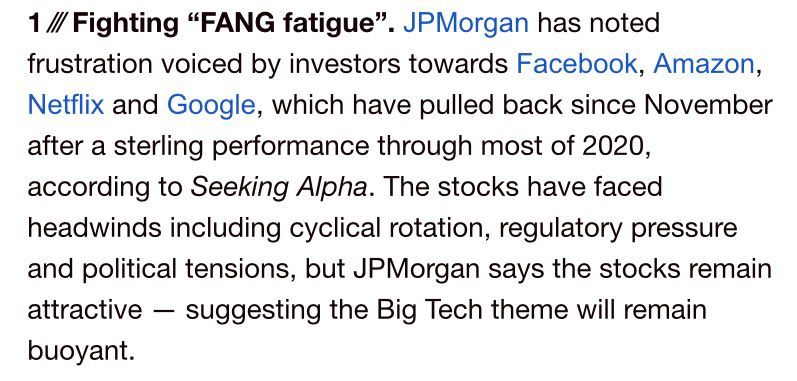 1 /// Fighting “FANG fatigue”. JPMorgan has noted
frustration voiced by investors towards Facebook, Amazon,
Netflix and Google, which have pulled back since November
after a sterling performance through most of 2020,
according to Seeking Alpha. The stocks have faced
headwinds including cyclical rotation, regulatory pressure
and political tensions, but JPMorgan says the stocks remain
attractive — suggesting the Big Tech theme will remain
buoyant.